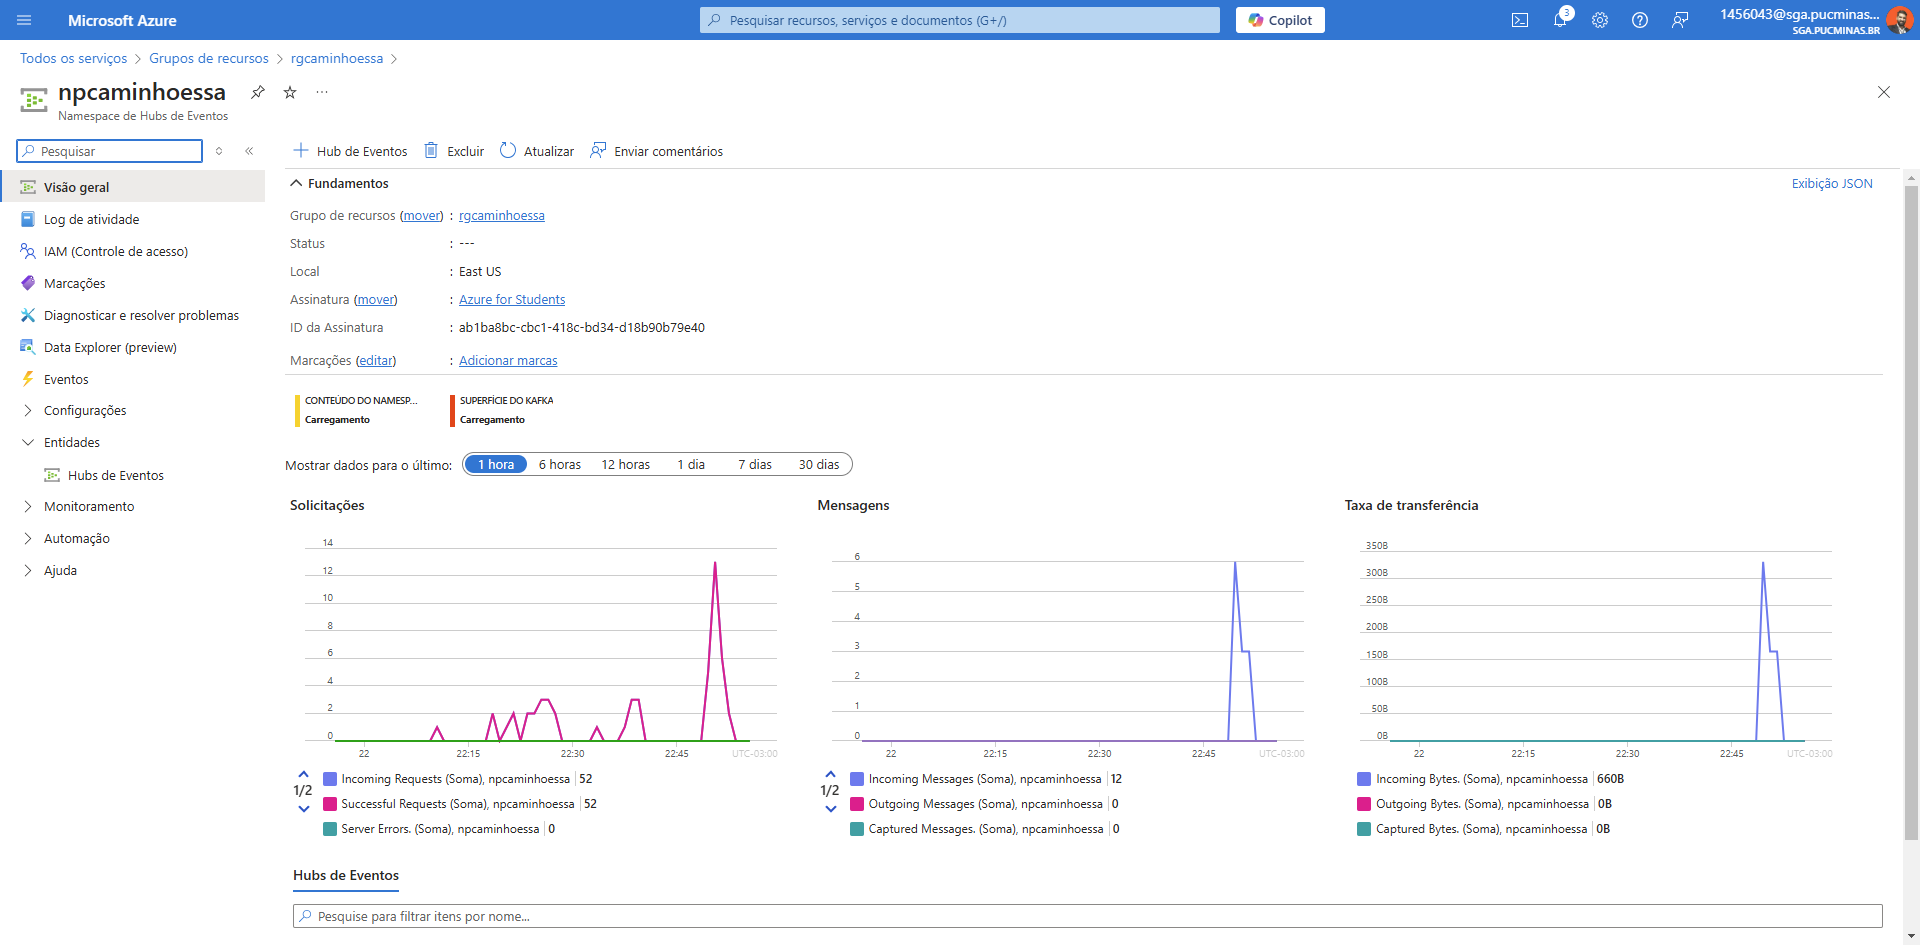 Microsoft Azure
Pesquisar recursos, serviços e documentos (G+/)
Copilot
3
1456043@sga.pucminas...
SGA.PUCMINAS.BR
Todos os serviços > Grupos de recursos > rgcaminhoessa >
npcaminhoessa
Namespace de Hubs de Eventos
Pesquisar
Visão geral
Log de atividade
IAM (Controle de acesso)
Marcações
Diagnosticar e resolver problemas
Data Explorer (preview)
Eventos
Configurações
Entidades
Hubs de Eventos
Monitoramento
Automação
Ajuda
Hub de Eventos
Excluir
Atualizar
Enviar comentários
Fundamentos
Exibição JSON
Grupo de recursos (mover) : rgcaminhoessa
Status : ---
Local : East US
Assinatura (mover) : Azure for Students
ID da Assinatura : ab1ba8bc-cbc1-418c-bd34-d18b90b79e40
Marcações (editar) : Adicionar marcas
CONTEÚDO DO NAMESP...
Carregamento
SUPERFÍCIE DO KAFKA
Carregamento
Mostrar dados para o último: 1 hora 6 horas 12 horas 1 dia 7 dias 30 dias
Solicitações
14
12
10
8
6
4
2
0
22 22:15 22:30 22:45 UTC-03:00
1/2
Incoming Requests (Soma), npcaminhoessa 52
Successful Requests (Soma), npcaminhoessa 52
Server Errors. (Soma), npcaminhoessa 0
Mensagens
6
5
4
3
2
1
0
22 22:15 22:30 22:45 UTC-03:00
1/2
Incoming Messages (Soma), npcaminhoessa 12
Outgoing Messages (Soma), npcaminhoessa 0
Captured Messages. (Soma), npcaminhoessa 0
Taxa de transferência
350B
300B
250B
200B
150B
100B
50B
0B
22 22:15 22:30 22:45 UTC-03:00
Incoming Bytes. (Soma), npcaminhoessa 660B
Outgoing Bytes. (Soma), npcaminhoessa 0B
Captured Bytes. (Soma), npcaminhoessa 0B
Hubs de Eventos
Pesquise para filtrar itens por nome...